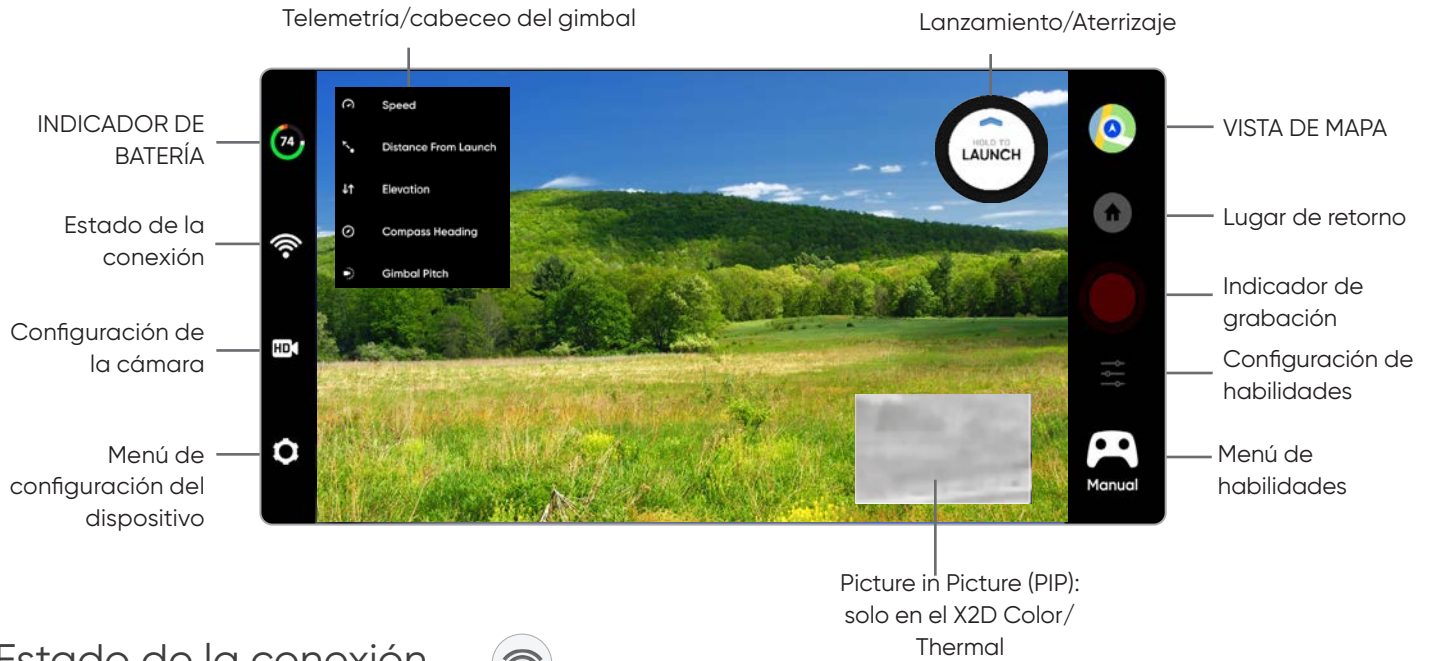 Telemetría/cabeceo del gimbal
Lanzamiento/Aterrizaje
INDICADOR DE
BATERÍA
74
Estado de la
conexión
Configuración de
la cámara
HD
Menú de
configuración del
dispositivo
Speed
Distance From Launch
Elevation
Compass Heading
Gimbal Pitch
HOLD TO
LAUNCH
VISTA DE MAPA
Lugar de retorno
Indicador de
grabación
Configuración de
habilidades
Manual
Menú de
habilidades
Picture in Picture (PIP):
solo en el X2D Color/
Thermal
Estado de la conexión